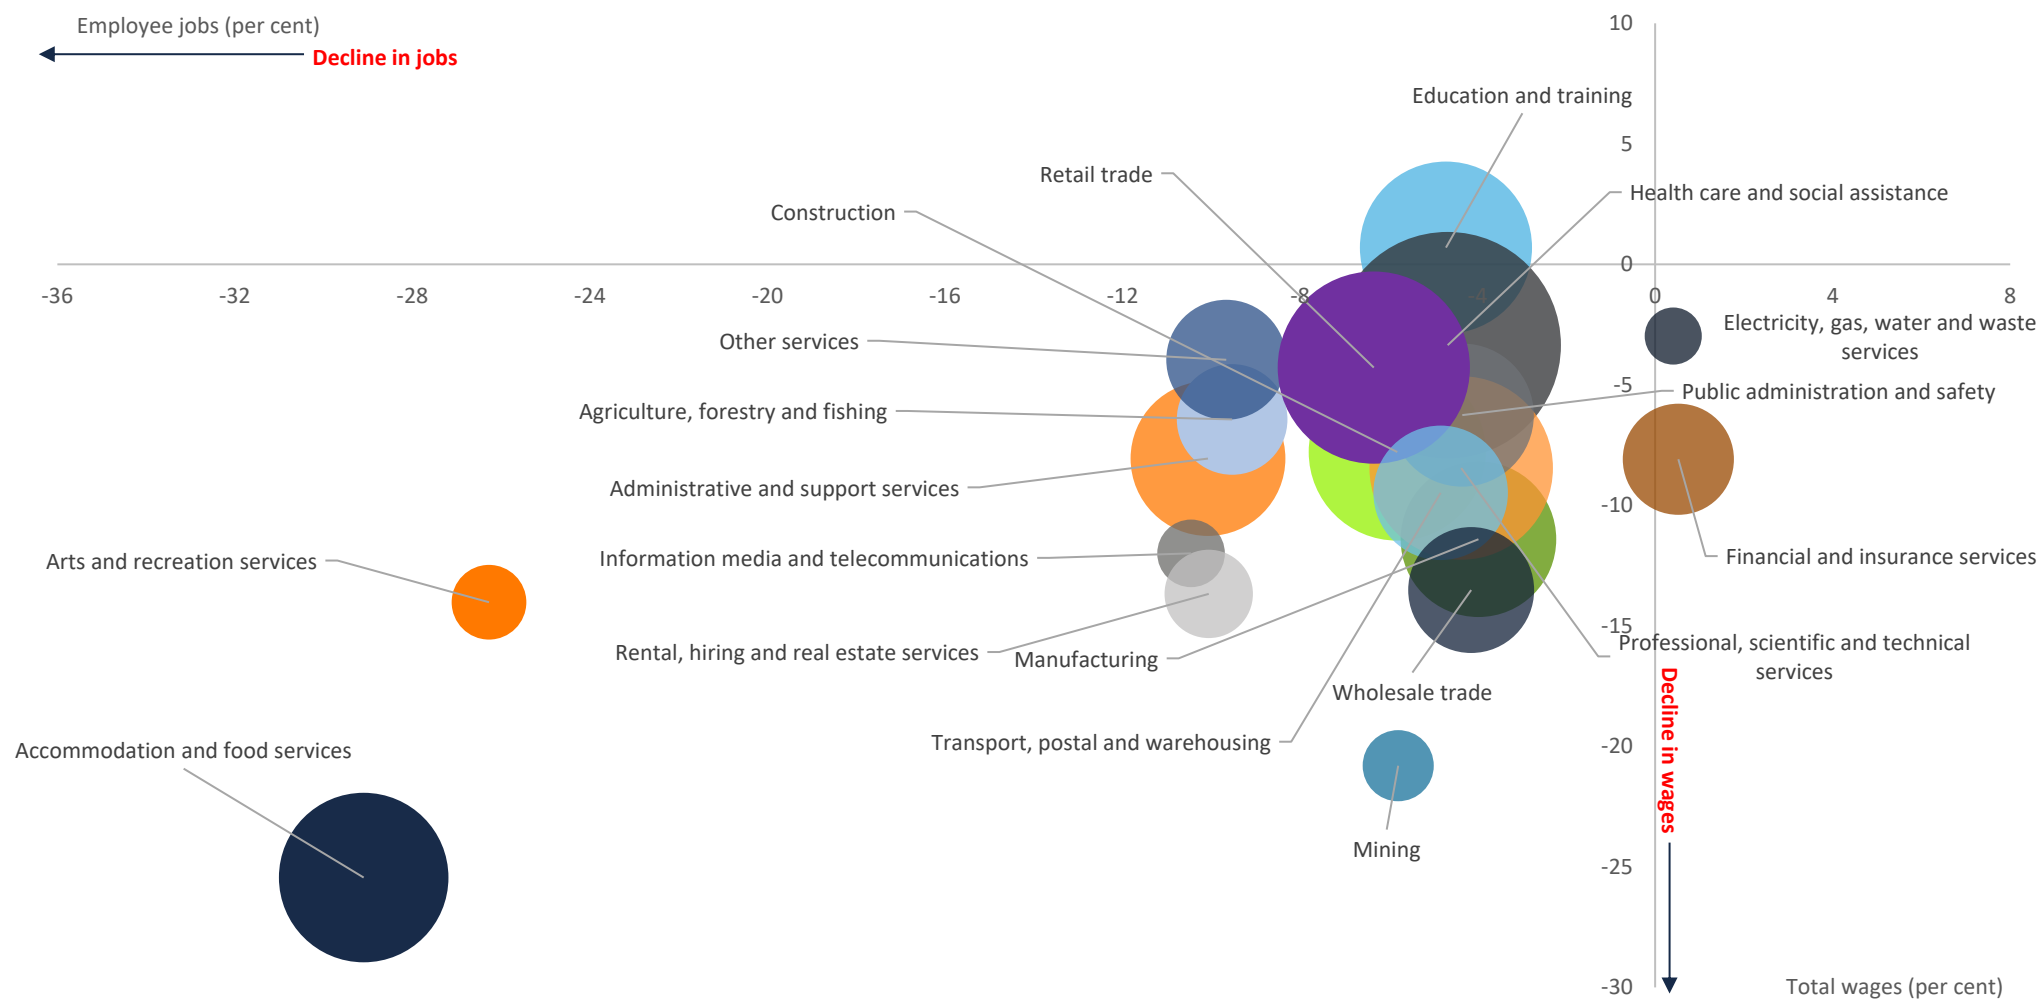 Employee jobs (per cent)
Decline in jobs
10
Education and training
5
Retail trade
Health care and social assistance
Construction
0
-36
-32
-28
-24
-20
-16
-12
-8
-4
0
4
8
Electricity, gas, water and waste
services
Other services
-5
Public administration and safety
Agriculture, forestry and fishing
Administrative and support services
-10
Arts and recreation services
Information media and telecommunications
Financial and insurance services
-15
Rental, hiring and real estate services
Manufacturing
Professional, scientific and technical
services
Wholesale trade
Decline in wages
Transport, postal and warehousing
-20
Accommodation and food services
Mining
-25
-30
Total wages (per cent)